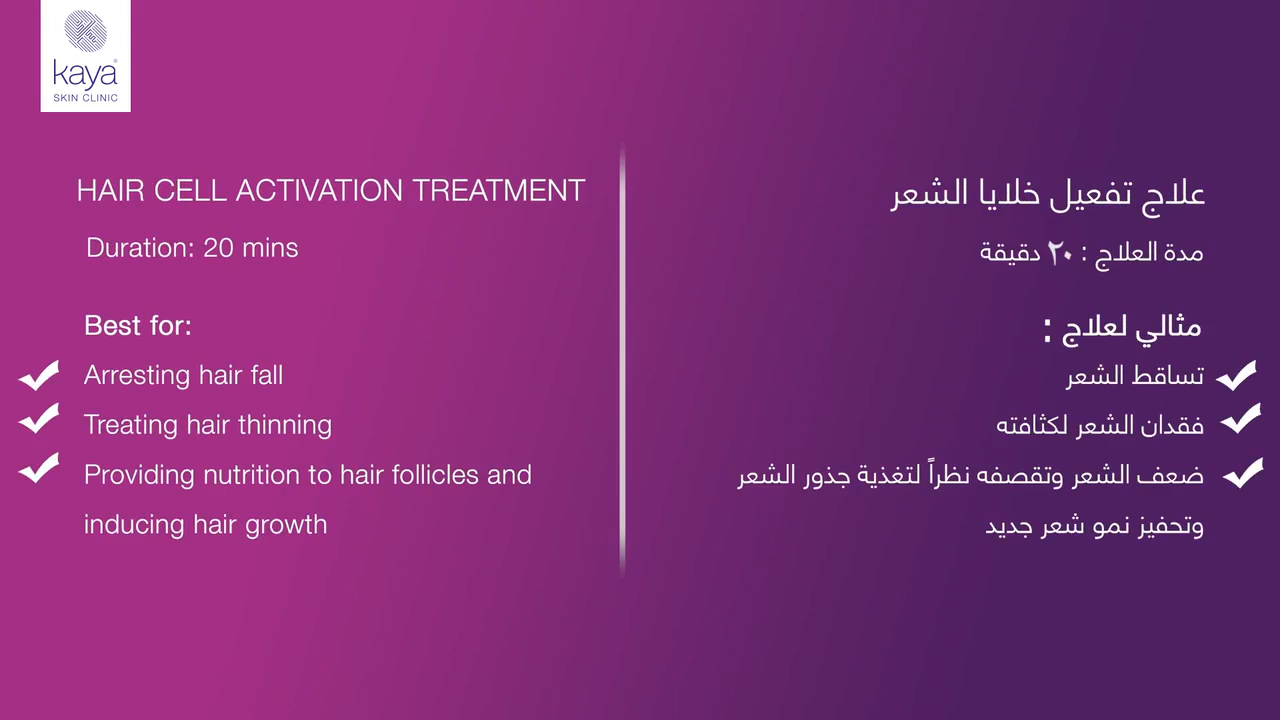 kaya
SKIN CLINIC
HAIR CELL ACTIVATION TREATMENT
Duration: 20 mins
Best for:
Arresting hair fall
Treating hair thinning
Providing nutrition to hair follicles and
inducing hair growth
علاج تفعيل خلايا الشعر
مدة العلاج : ٢٠ دقيقة
مثالي لعلاج :
تساقط الشعر
فقدان الشعر لكثافته
ضعف الشعر وتقصفه نظراً لتغذية جذور الشعر
وتحفيز نمو شعر جديد